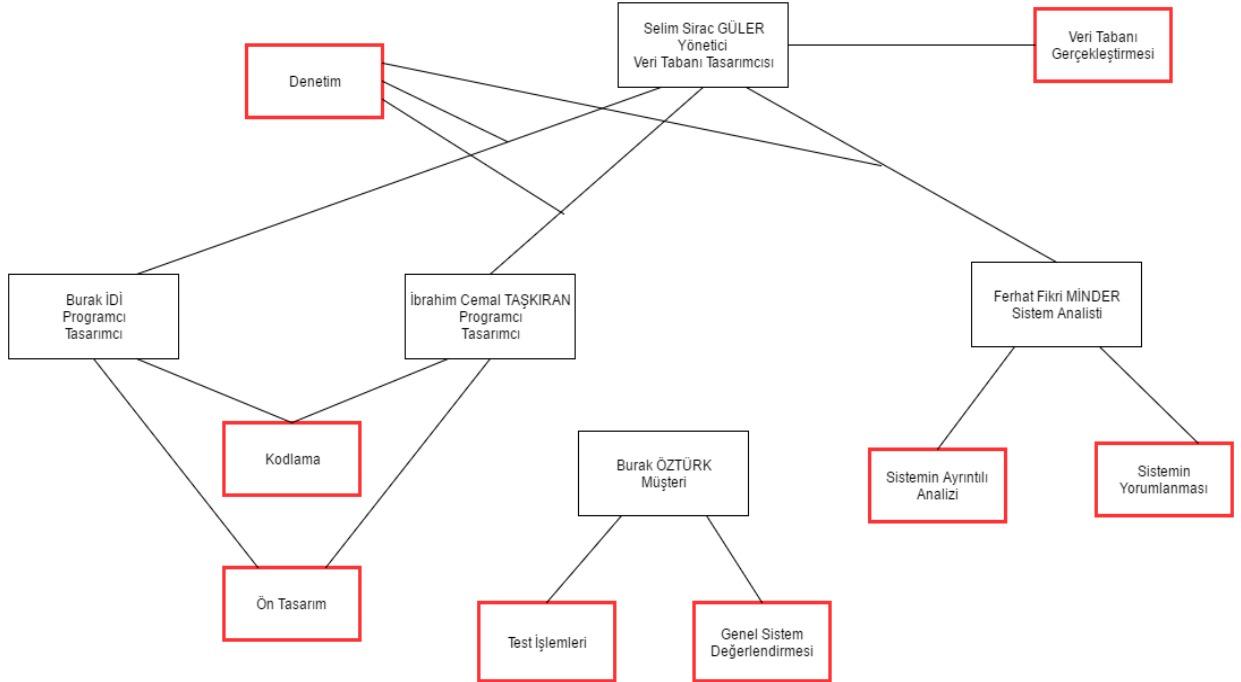 Selim Sirac GÜLER
Yönetici
Veri Tabanı Tasarımcısı
Veri Tabanı
Gerçekleştirmesi
Denetim
Burak İDİ
Programcı
Tasarımcı
İbrahim Cemal TAŞKIRAN
Programcı
Tasarımcı
Ferhat Fikri MİNDER
Sistem Analisti
Kodlama
Burak ÖZTÜRK
Müşteri
Sistemin Ayrıntılı
Analizi
Sistemin
Yorumlanması
Ön Tasarım
Test İşlemleri
Genel Sistem
Değerlendirmesi